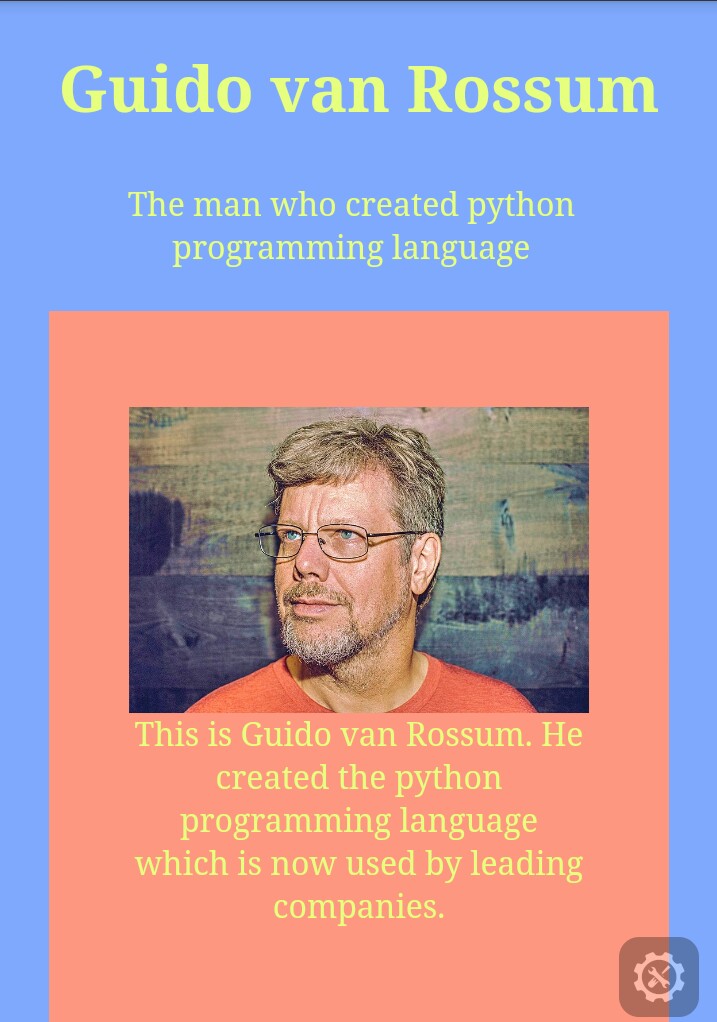 Guido van Rossum
The man who created python
programming language
This is Guido van Rossum. He
created the python
programming language
which is now used by leading
companies.